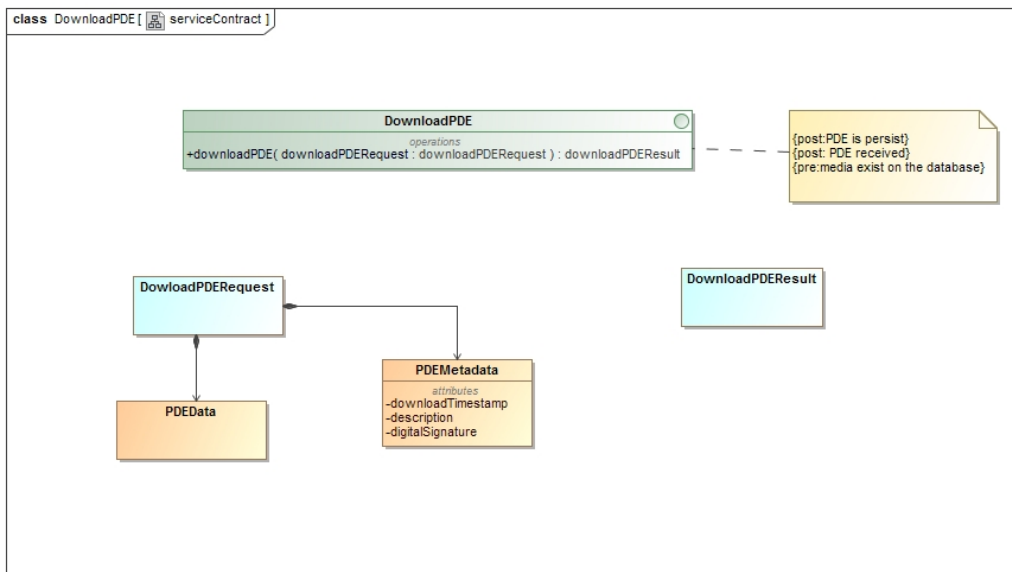 class DownloadPDE [ serviceContract ]
DownloadPDE
operations
+downloadPDE( downloadPDERequest : downloadPDERequest ) : downloadPDEResult
{post:PDE is persist}
{post: PDE received}
{pre:media exist on the database}
DowloadPDERequest
DownloadPDEResult
PDEMetadata
attributes
-downloadTimestamp
-description
-digitalSignature
PDEData